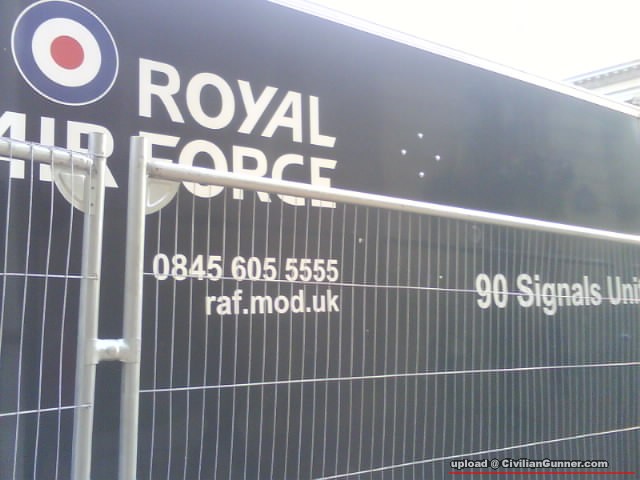 ROYAL
AIR FORCE
0845 605 5555
raf.mod.uk
90 Signals Unit
upload @ CivilianGunner.com